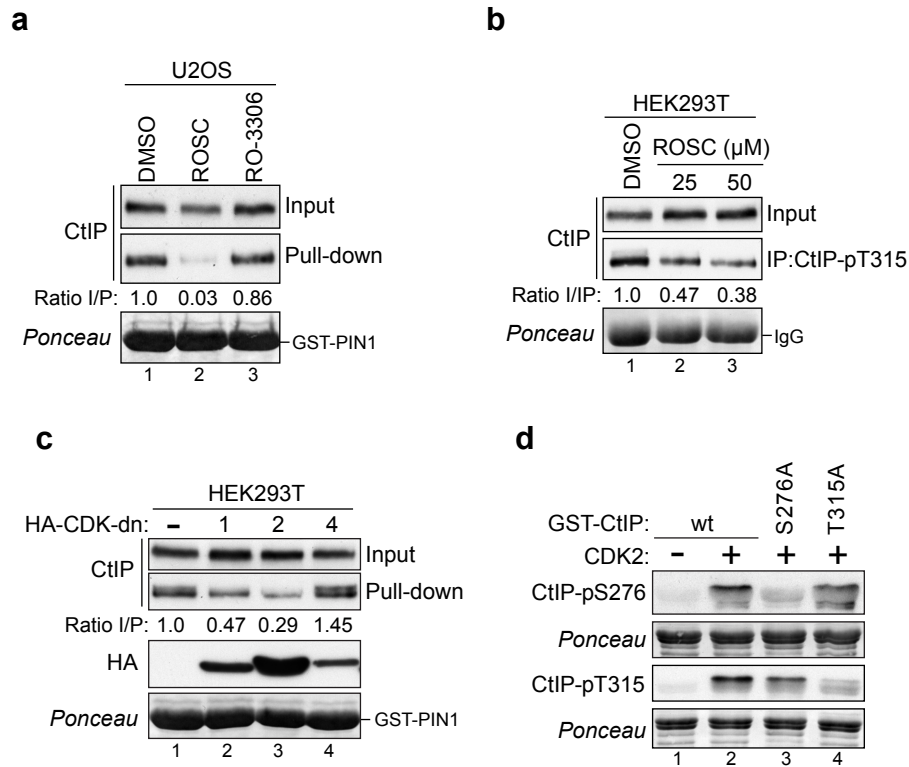 a
U2OS
DMSO ROSC RO-3306
CtIP
Input
Pull-down
Ratio I/P: 1.0 0.03 0.86
Ponceau
GST-PIN1
1 2 3
b
HEK293T
DMSO ROSC (µM)
25 50
CtIP
Input
IP:CtIP-pT315
Ratio I/IP: 1.0 0.47 0.38
Ponceau
IgG
1 2 3
c
HEK293T
HA-CDK-dn: - 1 2 4
CtIP
Input
Pull-down
Ratio I/P: 1.0 0.47 0.29 1.45
HA
Ponceau
GST-PIN1
1 2 3 4
d
GST-CtIP: wt S276A T315A
CDK2: - + + +
CtIP-pS276
Ponceau
CtIP-pT315
Ponceau
1 2 3 4